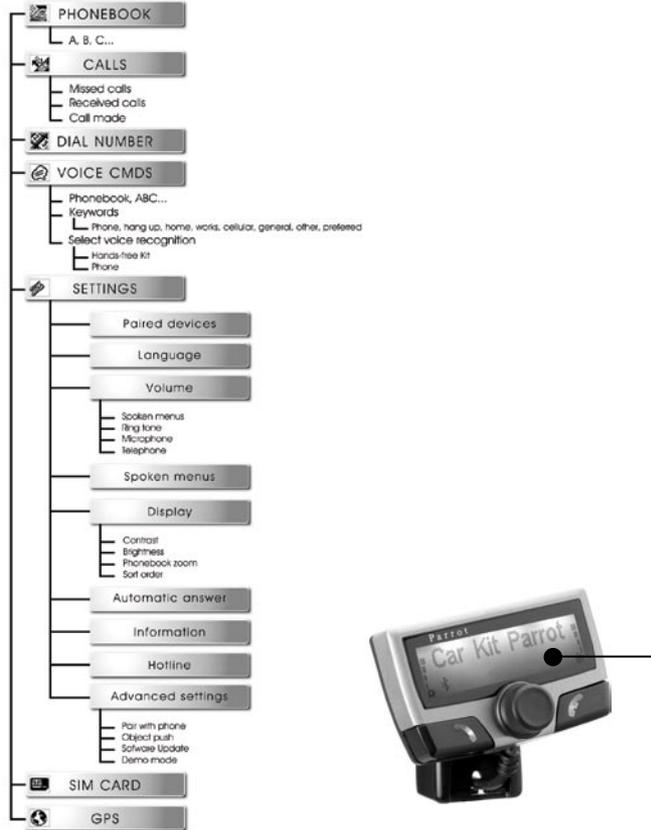 PHONEBOOK
A, B, C...
CALLS
Missed calls
Received calls
Call made
DIAL NUMBER
VOICE CMDS
Phonebook, ABC...
Keywords
Phone, hang up, home, works, cellular, general, other, preferred
Select voice recognition
Hands-free Kit
Phone
SETTINGS
Paired devices
Language
Volume
Spoken menus
Ring tone
Microphone
Telephone
Spoken menus
Display
Contrast
Brightness
Phonebook zoom
Sort order
Automatic answer
Information
Hotline
Advanced settings
Pair with phone
Object push
Sofware Update
Demo mode
SIM CARD
GPS
Parrot
Car Kit Parrot